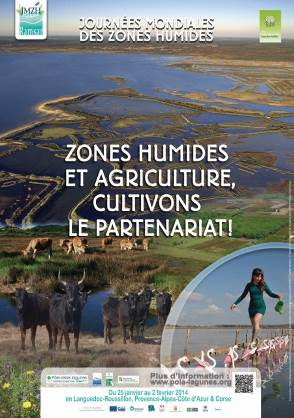 JMZH
Ramsar
JOURNÉES MONDIALES
DES ZONES HUMIDES
ZONES HUMIDES
ET AGRICULTURE,
CULTIVONS
LE PARTENARIAT!
Plus d'information :
www.pole-lagunes.org
Du 25 janvier au 2 février 2014
en Languedoc-Roussillon, Provence-Alpes-Côte d'Azur & Corse